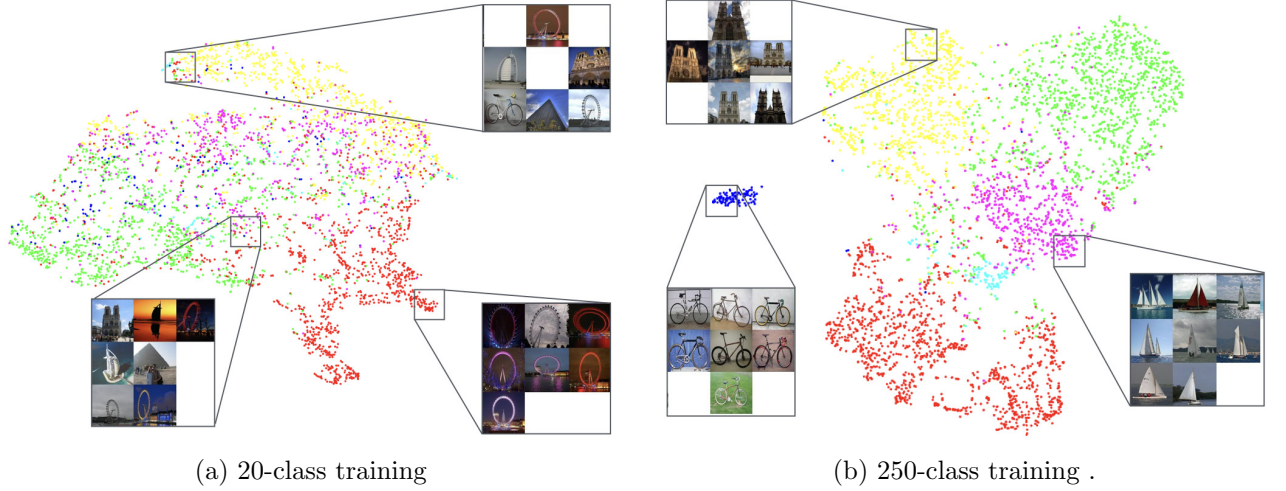 (a) 20-class training
(b) 250-class training .